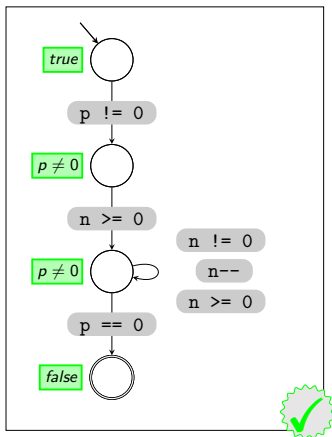 true
p != 0
p ≠ 0
n >= 0
n != 0
p ≠ 0
n--
n >= 0
p == 0
false